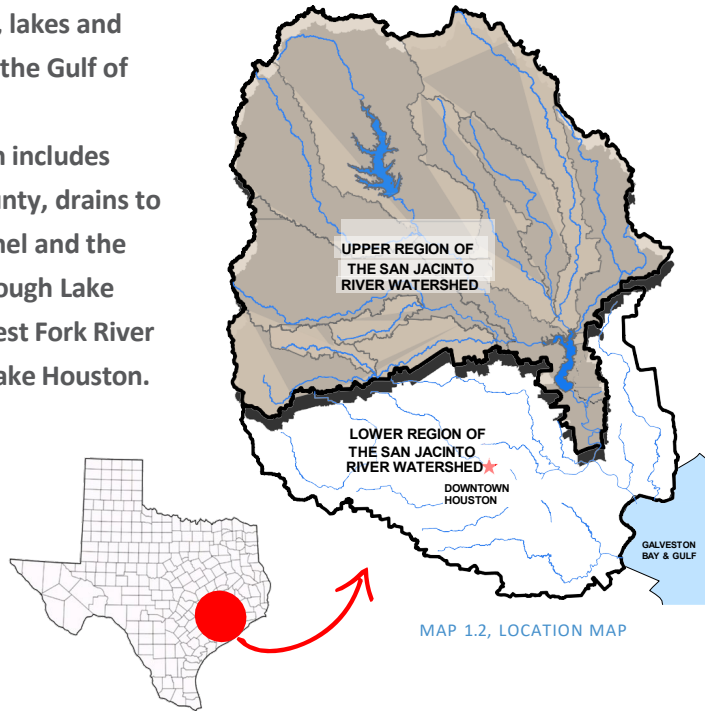 , lakes and
the Gulf of
includes
unty, drains to
nel and the
ough Lake
est Fork River
ake Houston.
UPPER REGION OF
THE SAN JACINTO
RIVER WATERSHED
LOWER REGION OF
THE SAN JACINTO
RIVER WATERSHED
DOWNTOWN
HOUSTON
GALVESTON
BAY & GULF
MAP 1.2, LOCATION MAP